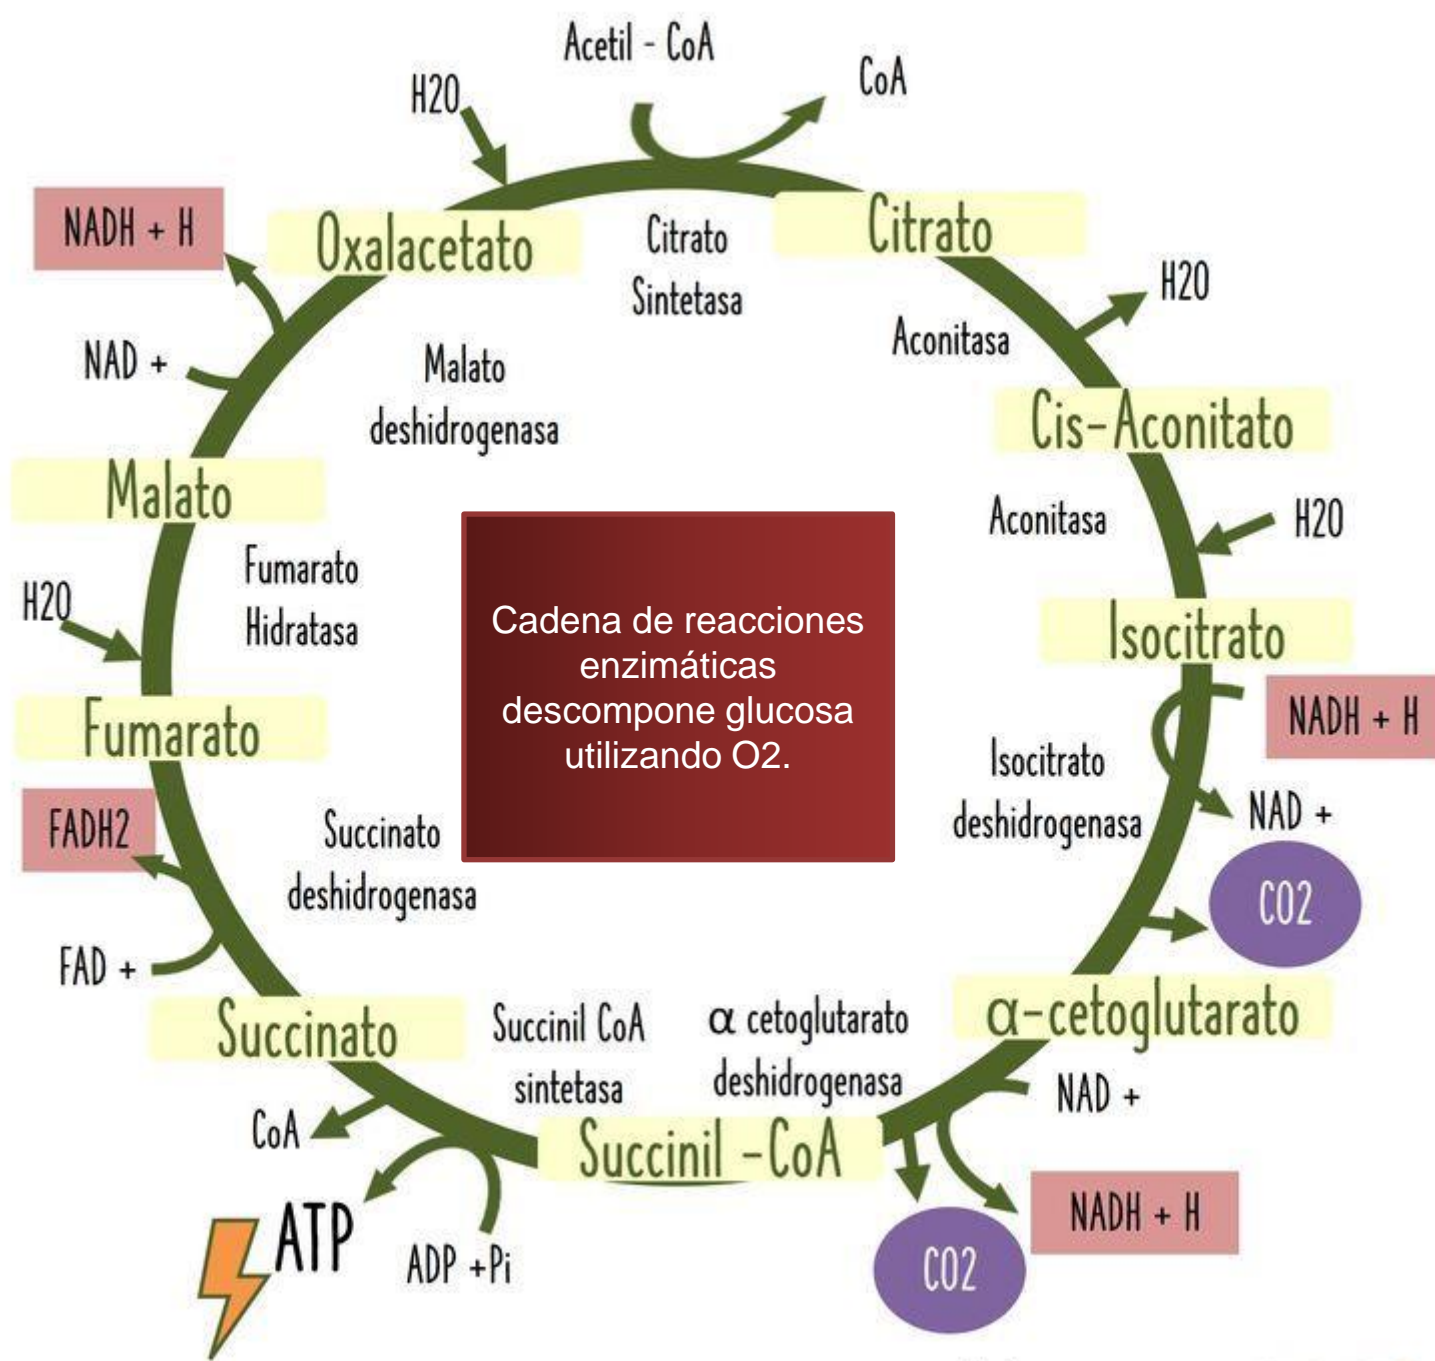 Acetil - CoA
CoA
H2O
NADH + H
Oxalacetato
Citrato
Sintetasa
Citrato
H2O
Aconitasa
NAD +
Malato
deshidrogenasa
Cis-Aconitato
Malato
Aconitasa
H2O
Fumarato
Hidratasa
H2O
Cadena de reacciones
enzimáticas
descompone glucosa
utilizando O2.
Isocitrato
Fumarato
NADH + H
Isocitrato
deshidrogenasa
NAD +
FADH2
Succinato
deshidrogenasa
CO2
FAD +
Succinato
Succinil CoA
sintetasa
α cetoglutarato
deshidrogenasa
α-cetoglutarato
NAD +
CoA
Succinil -CoA
NADH + H
ATP
ADP +Pi
CO2